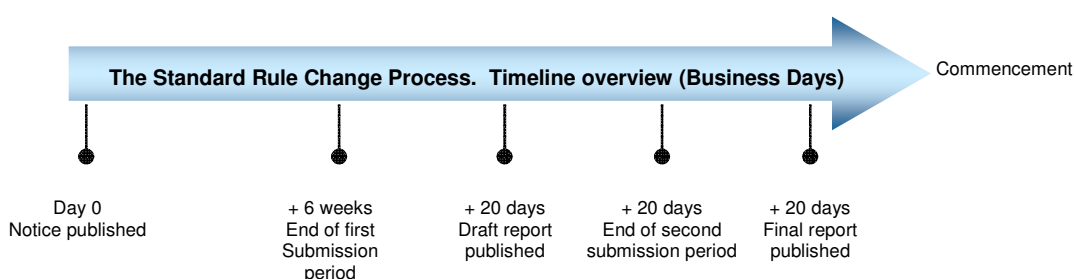 The Standard Rule Change Process. Timeline overview (Business Days)
Commencement
Day 0
Notice published
+ 6 weeks
End of first
Submission
period
+ 20 days
Draft report
published
+ 20 days
End of second
submission period
+ 20 days
Final report
published